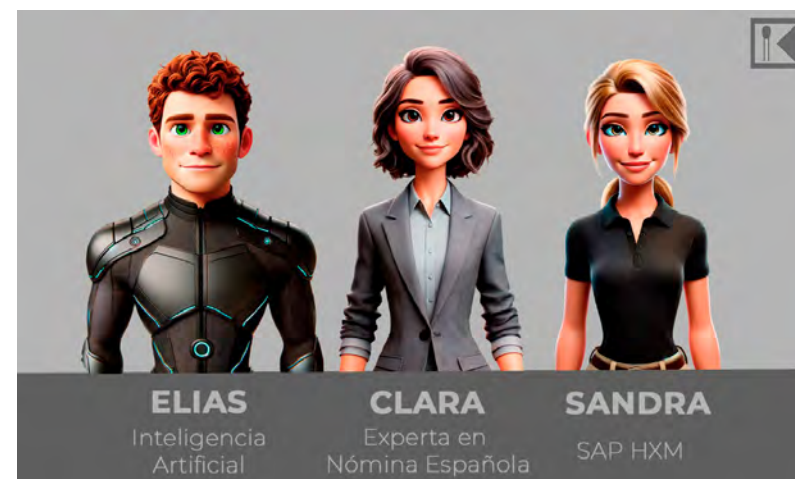 ELIAS
Inteligencia
Artificial
CLARA
Experta en
Nómina Española
SANDRA
SAP HXM